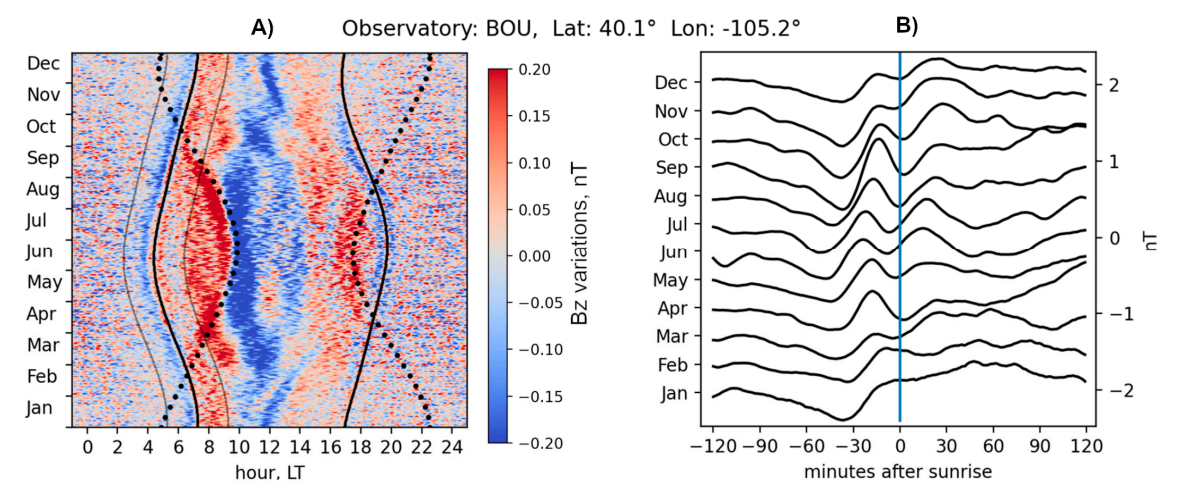 A) Observatory: BOU, Lat: 40.1° Lon: -105.2° B)
Dec
Nov
Oct
Sep
Aug
Jul
Jun
May
Apr
Mar
Feb
Jan
0 2 4 6 8 10 12 14 16 18 20 22 24
hour, LT
0.20
0.15
0.10
0.05
0.00
−0.05
−0.10
−0.15
−0.20
Bz variations, nT
Dec
Nov
Oct
Sep
Aug
Jul
Jun
May
Apr
Mar
Feb
Jan
−120 −90 −60 −30 0 30 60 90 120
minutes after sunrise
2
1
0
−1
−2
nT